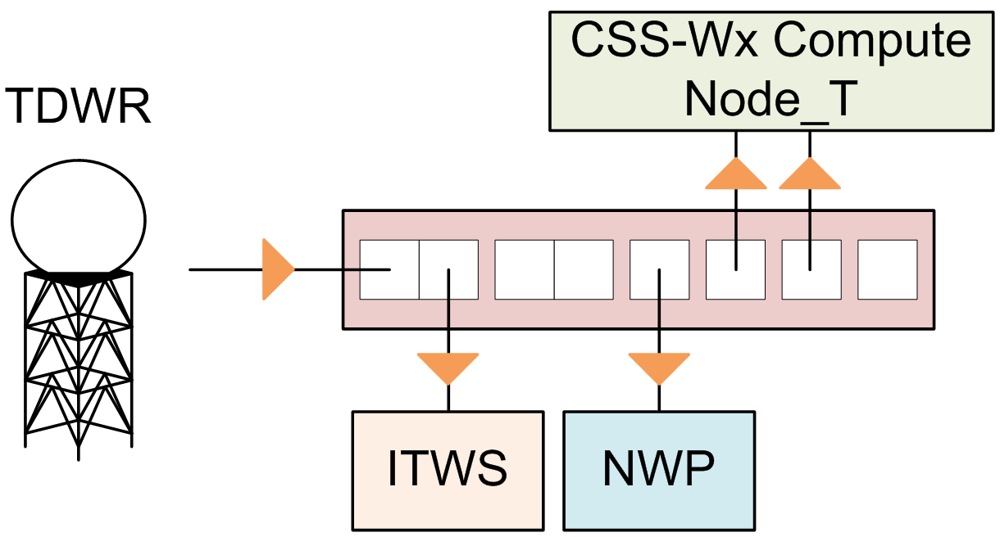 CSS-Wx Compute
Node_T
TDWR
ITWS
NWP